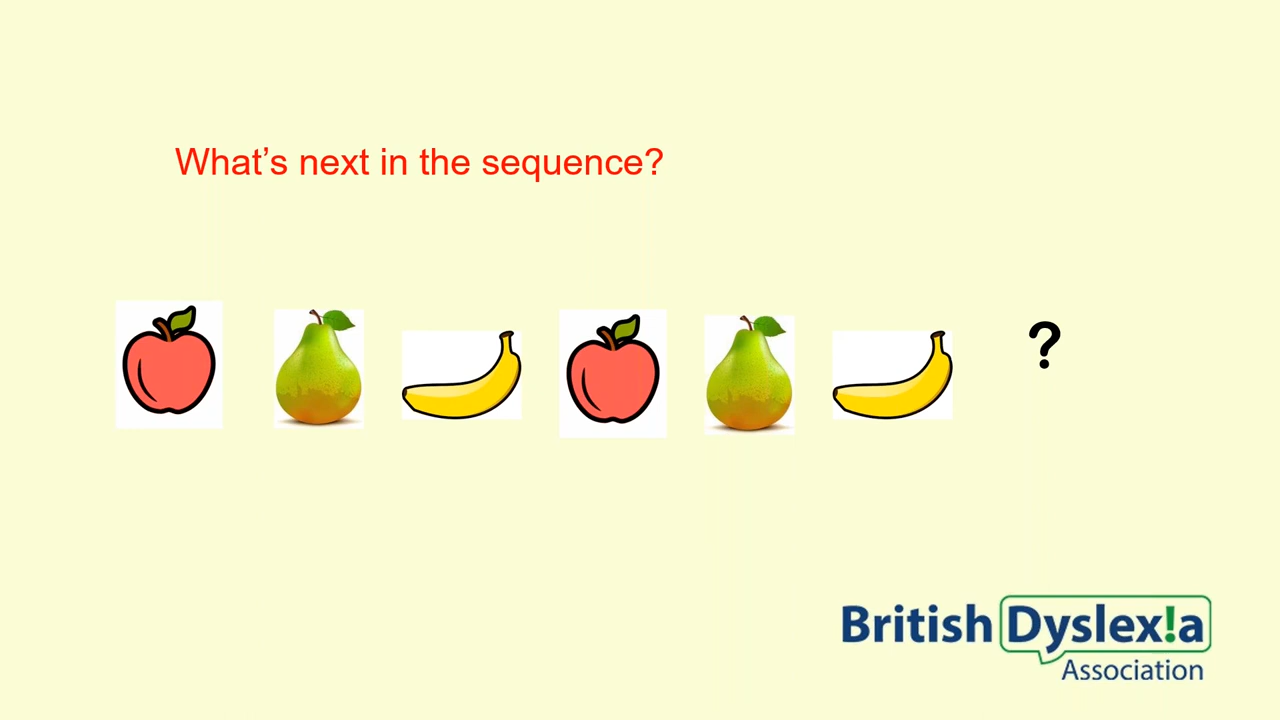 What’s next in the sequence?
?
British Dyslex!a
Association